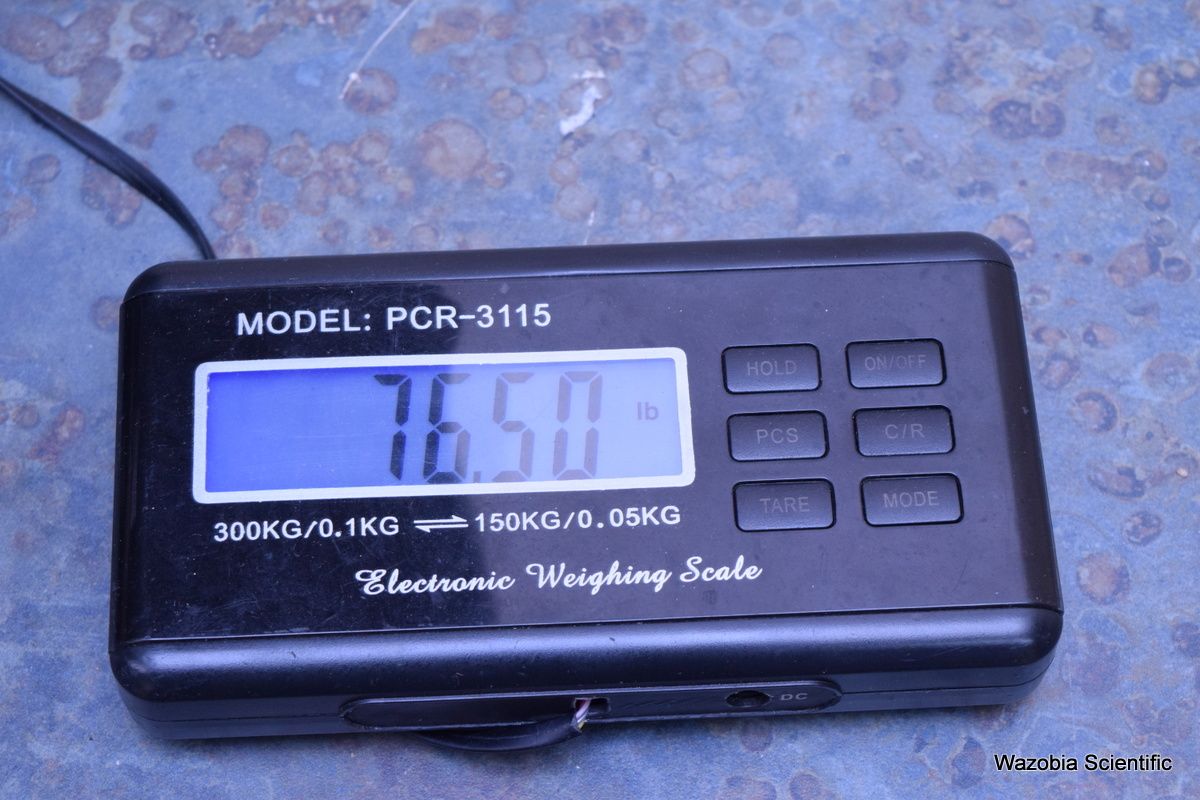 MODEL: PCR-3115
76.50 lb
300KG/0.1KG ⇌ 150KG/0.05KG
Electronic Weighing Scale
HOLD ON/OFF
PCS C/R
TARE MODE
DC
Wazobia Scientific